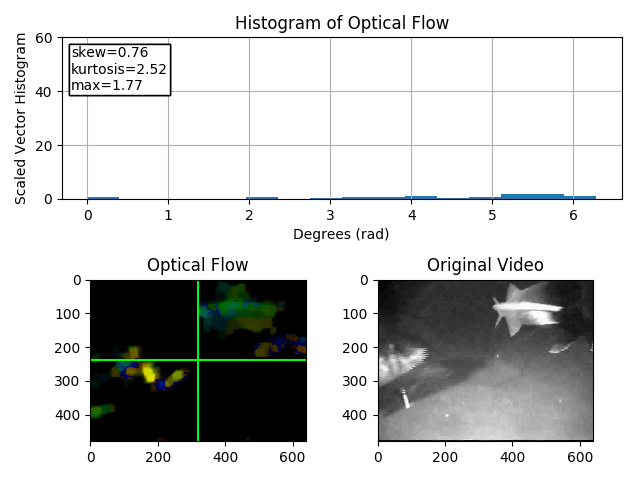 Histogram of Optical Flow
Scaled Vector Histogram
60
40
20
0
skew=0.76
kurtosis=2.52
max=1.77
0 1 2 3 4 5 6
Degrees (rad)
Optical Flow
0
100
200
300
400
0 200 400 600
Original Video
0
100
200
300
400
0 200 400 600